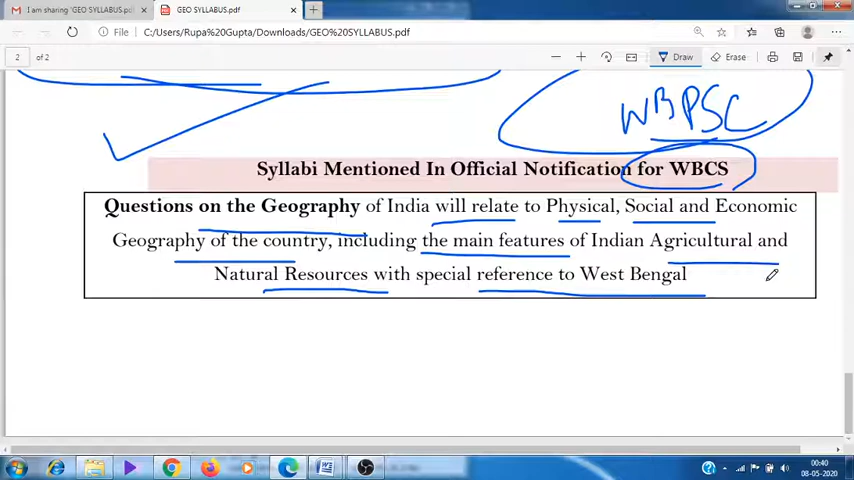 I am sharing 'GEO SYLLABUS.pd
GEO SYLLABUS.pdf
File
C:/Users/Rupa%20Gupta/Downloads/GEO%20SYLLABUS.pdf
2 of 2
Draw
Erase
WBPSC
Syllabi Mentioned In Official Notification for WBCS
Questions on the Geography of India will relate to Physical, Social and Economic
Geography of the country, including the main features of Indian Agricultural and
Natural Resources with special reference to West Bengal
00:40
08-05-2020